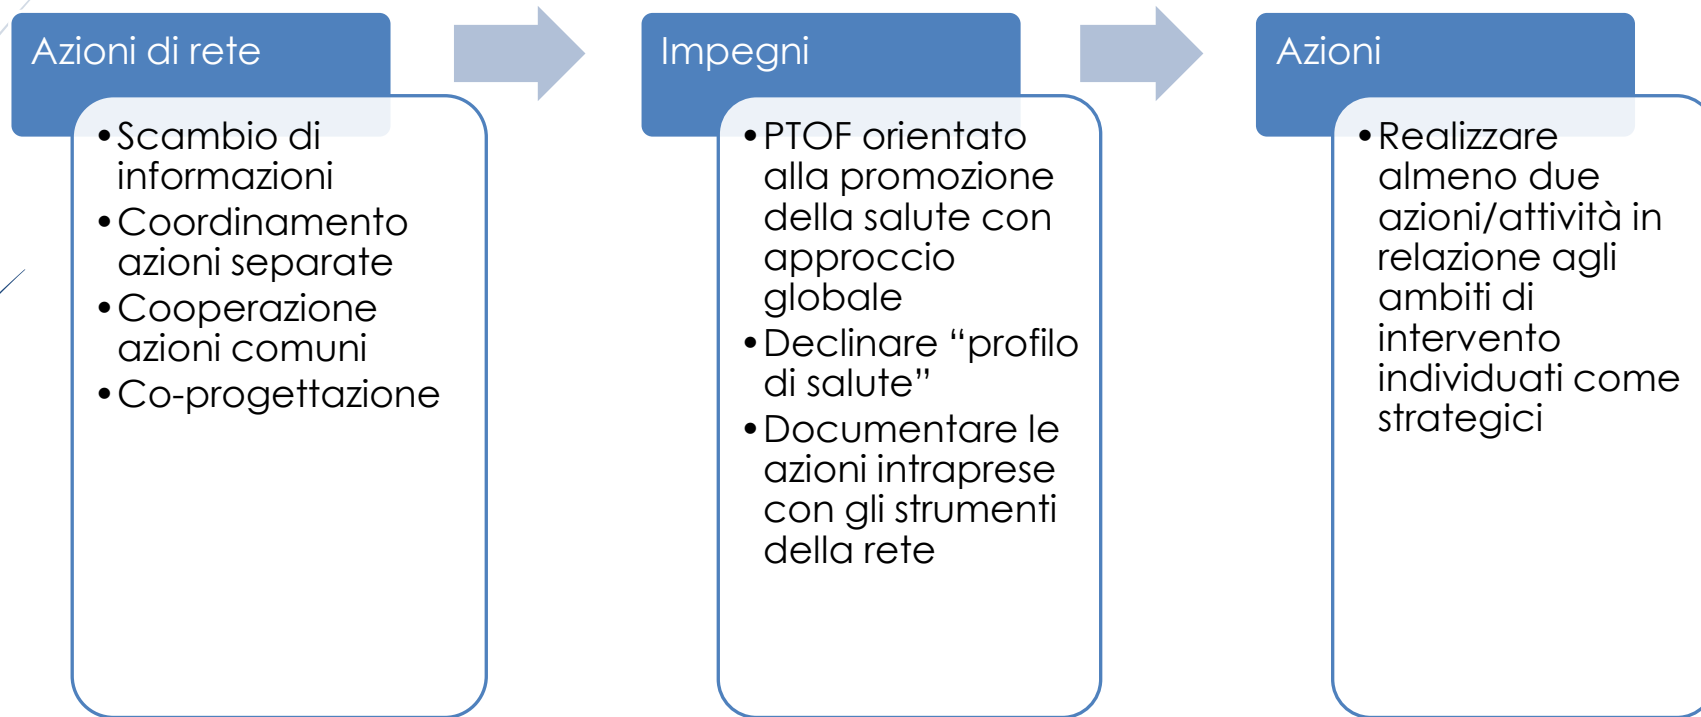 Azioni di rete
•Scambio di
informazioni
•Coordinamento
azioni separate
•Cooperazione
azioni comuni
•Co-progettazione
Impegni
•PTOF orientato
alla promozione
della salute con
approccio
globale
•Declinare “profilo
di salute”
•Documentare le
azioni intraprese
con gli strumenti
della rete
Azioni
•Realizzare
almeno due
azioni/attività in
relazione agli
ambiti di
intervento
individuati come
strategici